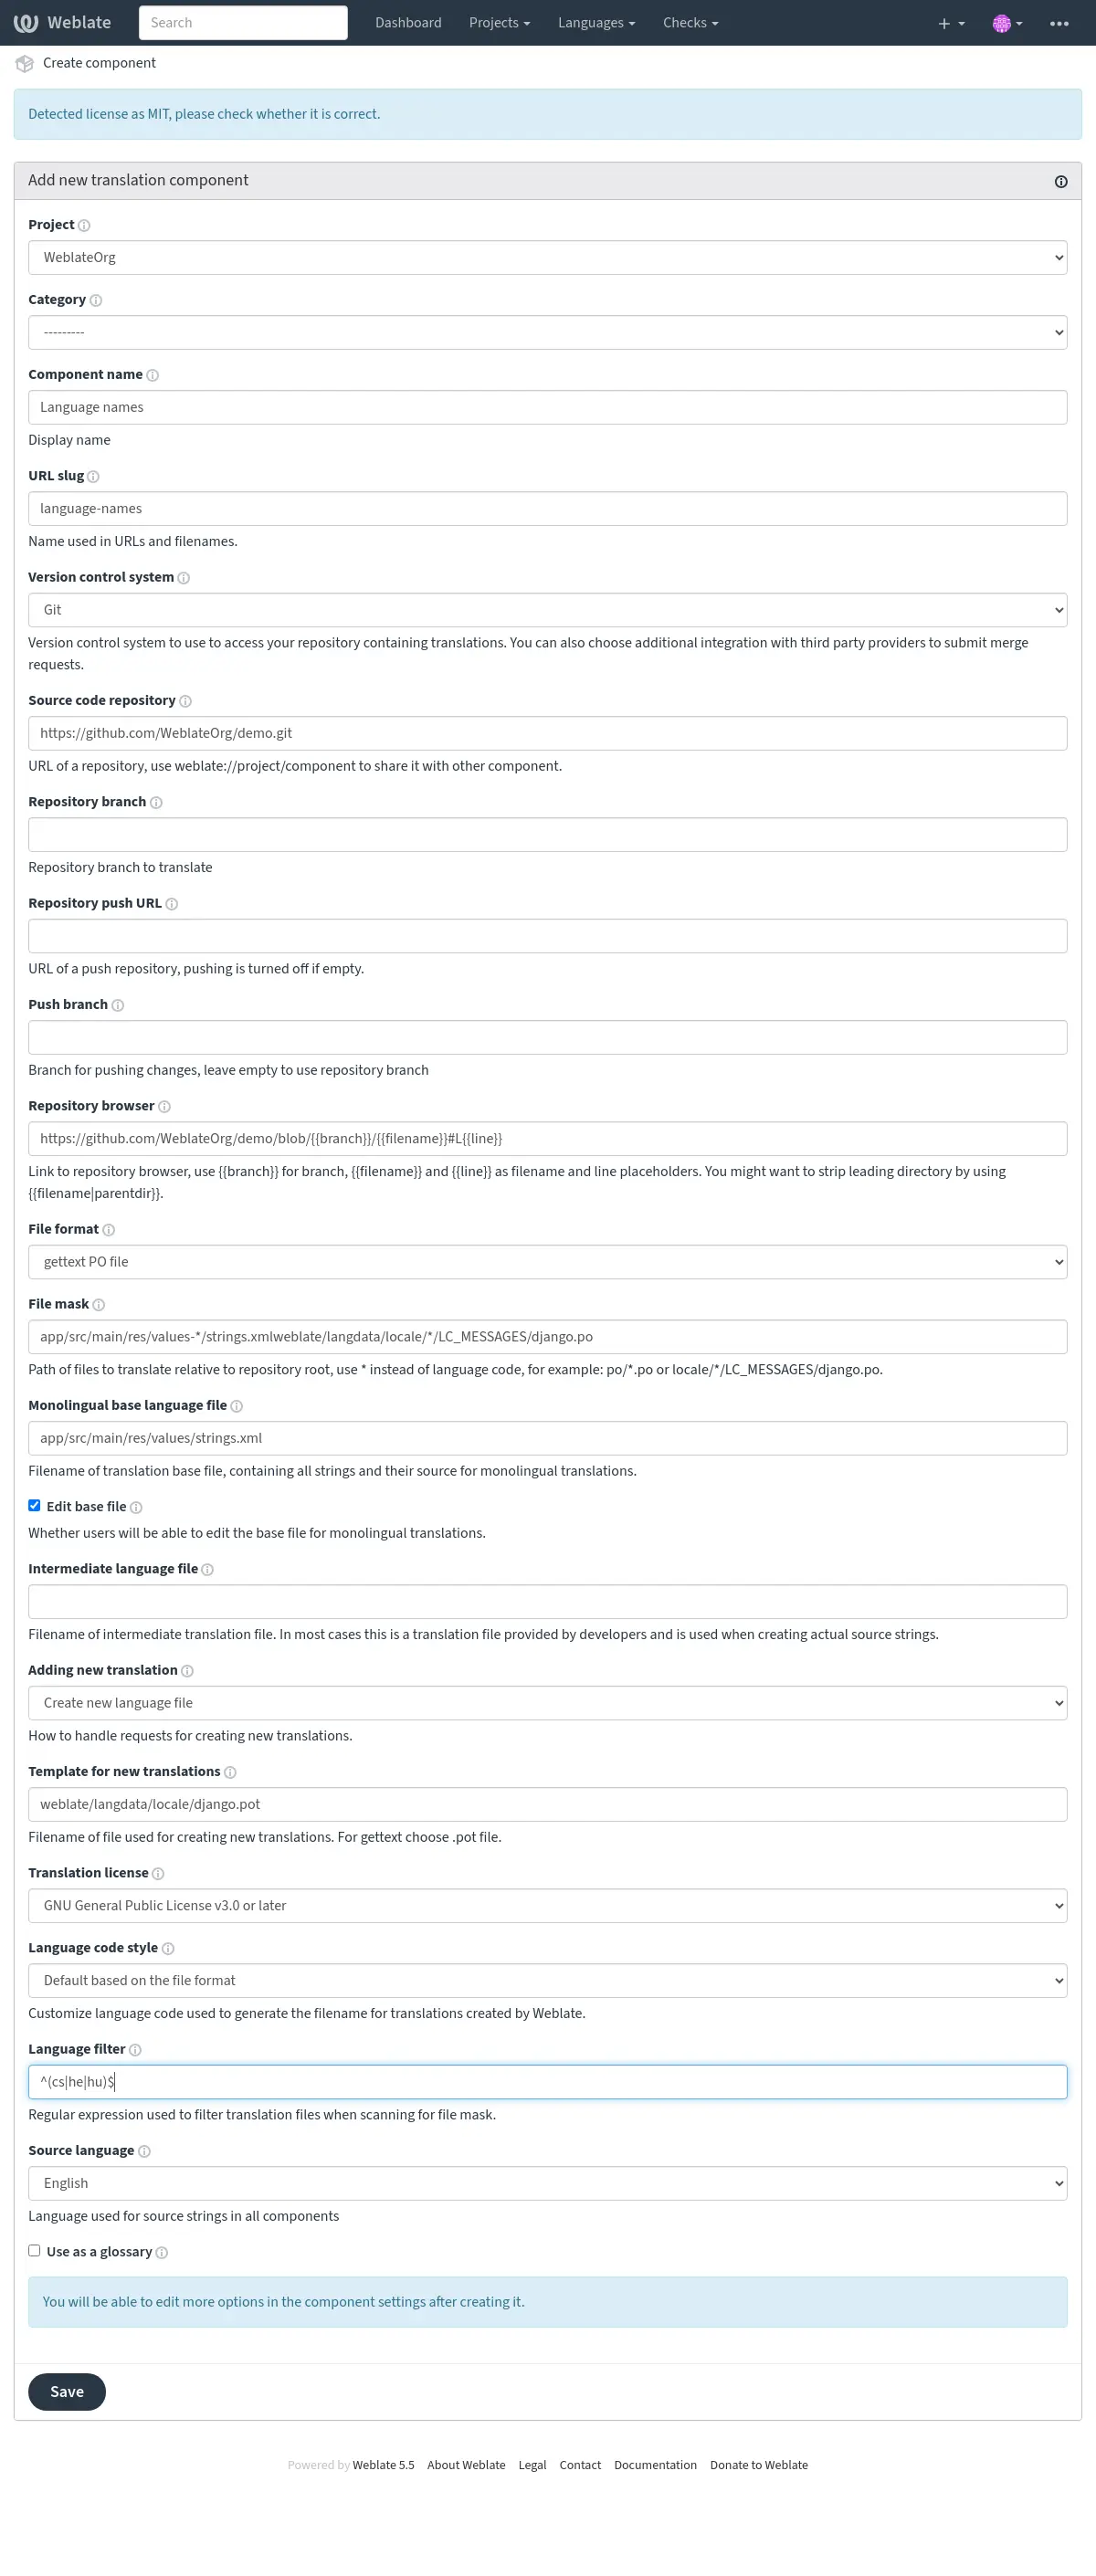 Weblate
Search
Dashboard
Projects
Languages
Checks
Create component
Detected license as MIT, please check whether it is correct.
Add new translation component
Project
WeblateOrg
Category
---------
Component name
Language names
Display name
URL slug
language-names
Name used in URLs and filenames.
Version control system
Git
Version control system to use to access your repository containing translations. You can also choose additional integration with third party providers to submit merge
requests.
Source code repository
https://github.com/WeblateOrg/demo.git
URL of a repository, use weblate://project/component to share it with other component.
Repository branch
Repository branch to translate
Repository push URL
URL of a push repository, pushing is turned off if empty.
Push branch
Branch for pushing changes, leave empty to use repository branch
Repository browser
https://github.com/WeblateOrg/demo/blob/{{branch}}/{{filename}}#L{{line}}
Link to repository browser, use {{branch}} for branch, {{filename}} and {{line}} as filename and line placeholders. You might want to strip leading directory by using
{{filename|parentdir}}.
File format
gettext PO file
File mask
app/src/main/res/values-*/strings.xmlweblate/langdata/locale/*/LC_MESSAGES/django.po
Path of files to translate relative to repository root, use * instead of language code, for example: po/*.po or locale/*/LC_MESSAGES/django.po.
Monolingual base language file
app/src/main/res/values/strings.xml
Filename of translation base file, containing all strings and their source for monolingual translations.
Edit base file
Whether users will be able to edit the base file for monolingual translations.
Intermediate language file
Filename of intermediate translation file. In most cases this is a translation file provided by developers and is used when creating actual source strings.
Adding new translation
Create new language file
How to handle requests for creating new translations.
Template for new translations
weblate/langdata/locale/django.pot
Filename of file used for creating new translations. For gettext choose .pot file.
Translation license
GNU General Public License v3.0 or later
Language code style
Default based on the file format
Customize language code used to generate the filename for translations created by Weblate.
Language filter
^(cs|he|hu)$
Regular expression used to filter translation files when scanning for file mask.
Source language
English
Language used for source strings in all components
Use as a glossary
You will be able to edit more options in the component settings after creating it.
Save
Powered by Weblate 5.5 About Weblate Legal Contact Documentation Donate to Weblate